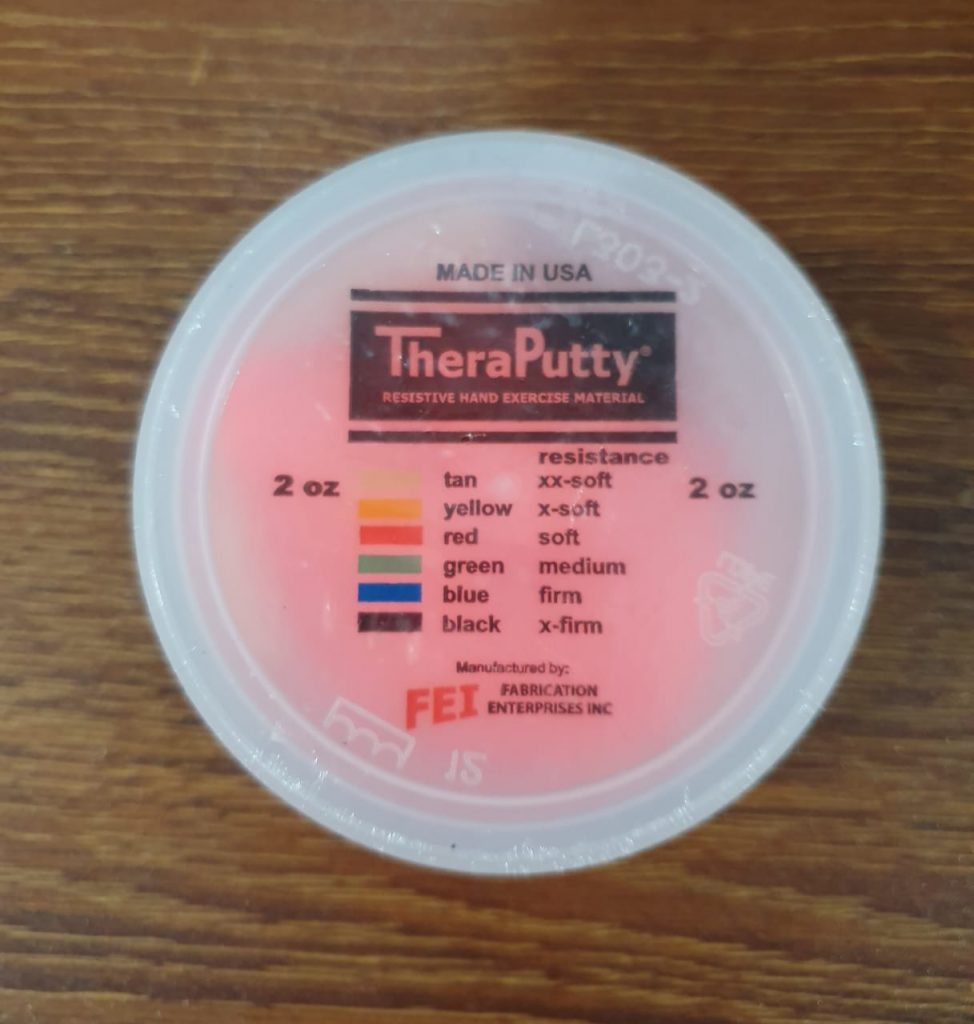 MADE IN USA
TheraPutty®
RESISTIVE HAND EXERCISE MATERIAL
resistance
2 oz tan xx-soft 2 oz
yellow x-soft
red soft
green medium
blue firm
black x-firm
Manufactured by:
FEI FABRICATION
ENTERPRISES INC